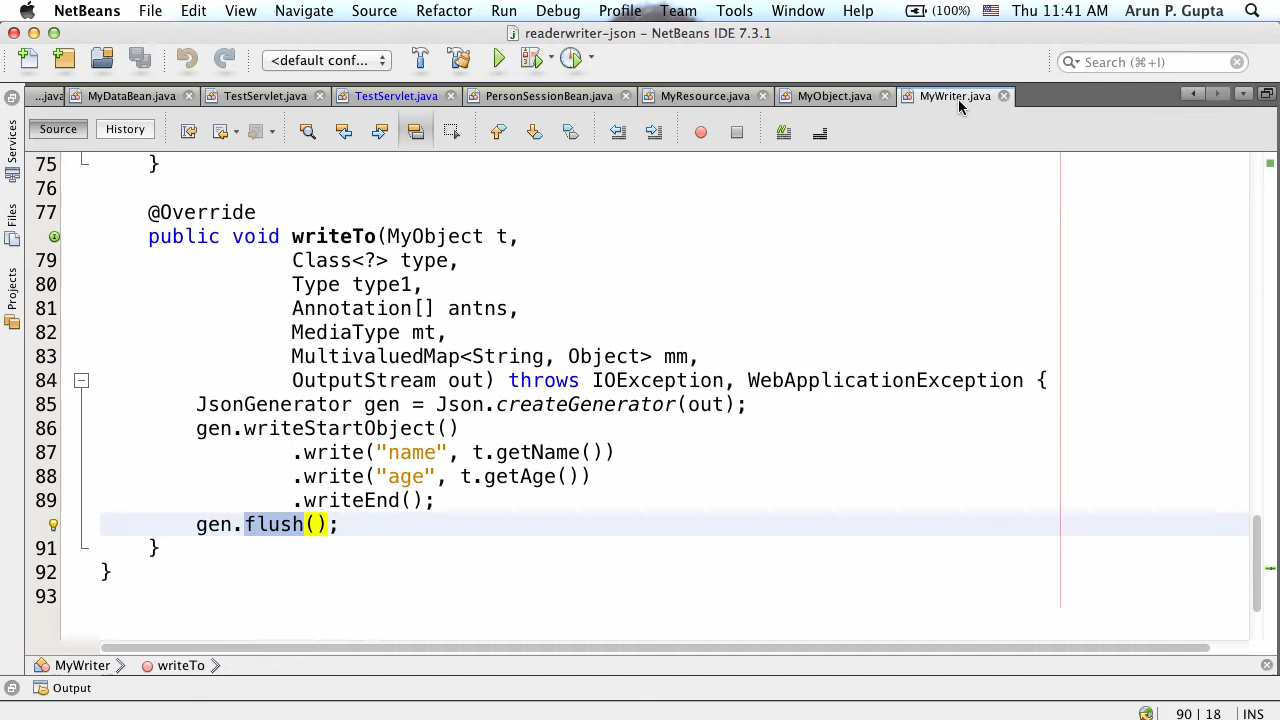 NetBeans File Edit View Navigate Source Refactor Run Debug Profile Team Tools Window Help (100%) Thu 11:41 AM Arun P. Gupta
readerwriter-json – NetBeans IDE 7.3.1
<default conf... Search (⌘+I)
...java MyDataBean.java TestServlet.java TestServlet.java PersonSessionBean.java MyResource.java MyObject.java MyWriter.java
Source History
Services
Files
Projects
75 }
76
77 @Override
public void writeTo(MyObject t,
79 Class<?> type,
80 Type type1,
81 Annotation[] antns,
82 MediaType mt,
83 MultivaluedMap<String, Object> mm,
84 OutputStream out) throws IOException, WebApplicationException {
85 JsonGenerator gen = Json.createGenerator(out);
86 gen.writeStartObject()
87 .write("name", t.getName())
88 .write("age", t.getAge())
89 .writeEnd();
gen.flush();
91 }
92 }
93
MyWriter writeTo
Output
90 | 18 INS